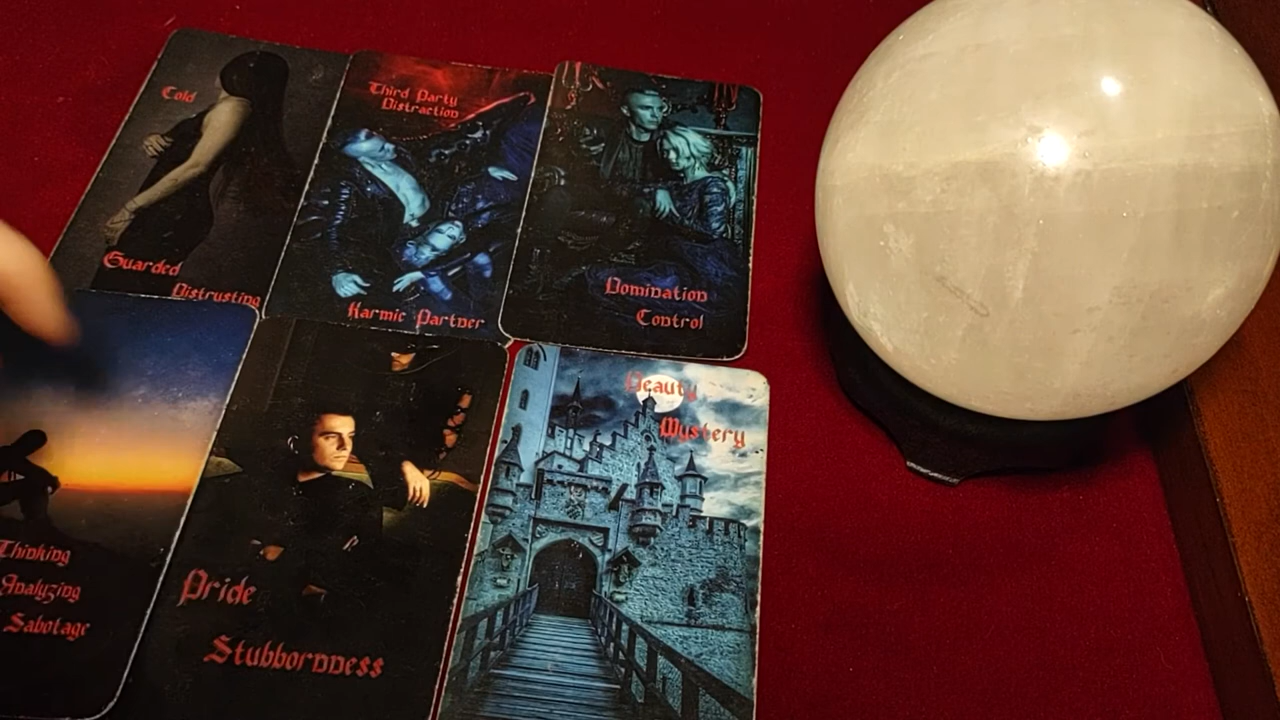 Cold
Guarded
Distrusting
Third Party
Distraction
Karmic Partner
Domination
Control
Thinking
Analyzing
Sabotage
Pride
Stubbornness
Beauty
Mystery